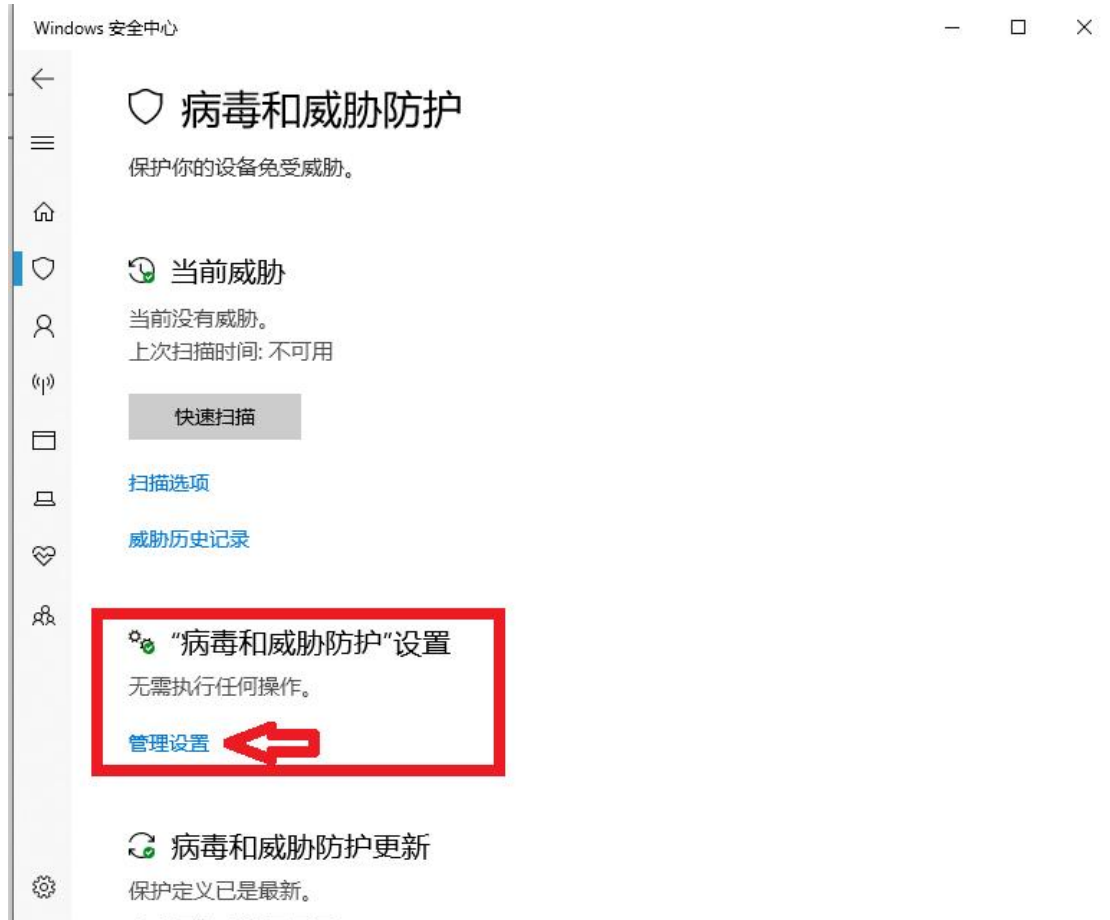 Windows 安全中心
病毒和威胁防护
保护你的设备免受威胁。
当前威胁
当前没有威胁。
上次扫描时间: 不可用
快速扫描
扫描选项
威胁历史记录
“病毒和威胁防护”设置
无需执行任何操作。
管理设置
病毒和威胁防护更新
保护定义已是最新。